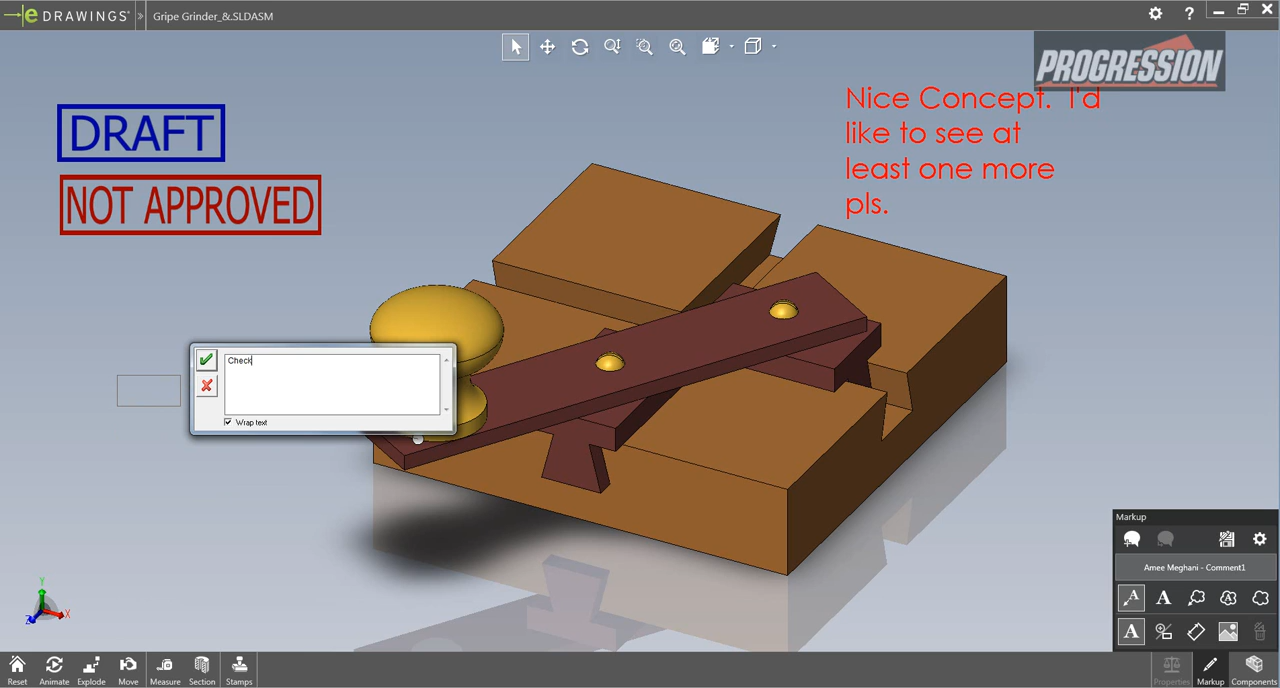 eDRAWINGS® » Gripe Grinder_&.SLDASM
PROGRESSION
DRAFT
NOT APPROVED
Nice Concept. I'd
like to see at
least one more
pls.
Check
Wrap text
Y
X
Z
Markup
Amee Meghani - Comment1
Reset Animate Explode Move Measure Section Stamps Properties Markup Components